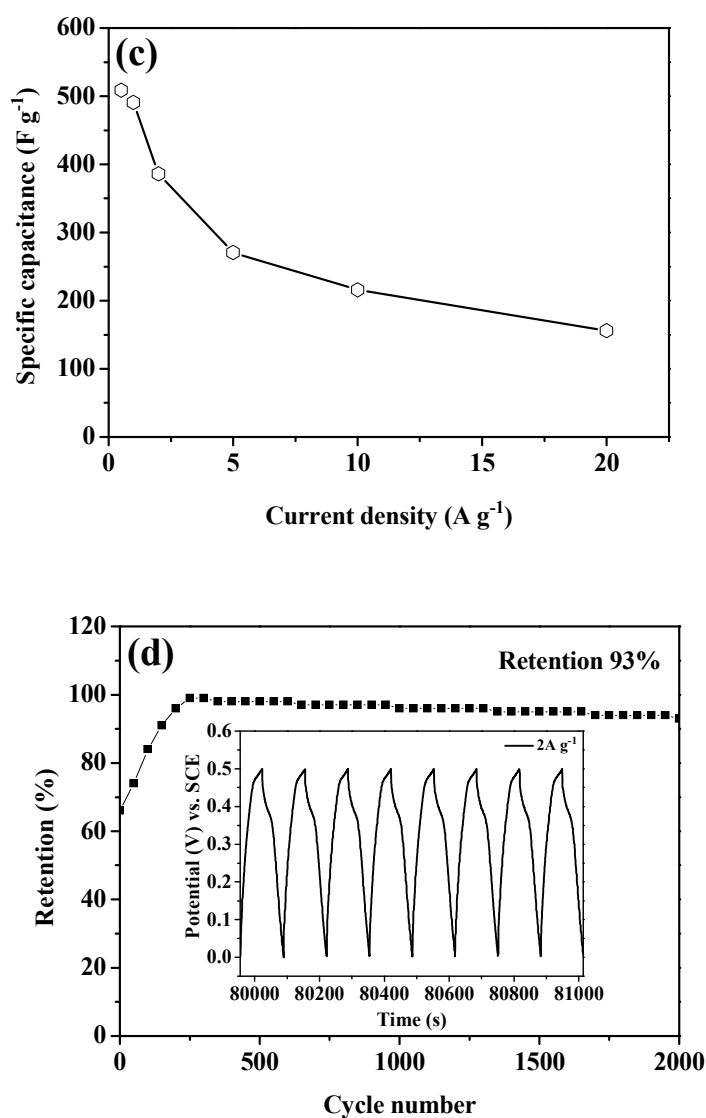 (c)
600
500
400
300
200
100
0
Specific capacitance (F g-1)
0 5 10 15 20
Current density (A g-1)
(d)
Retention 93%
120
100
80
60
40
20
0
Retention (%)
2A g-1
0.6
0.5
0.4
0.3
0.2
0.1
0.0
Potential (V) vs. SCE
80000 80200 80400 80600 80800 81000
Time (s)
0 500 1000 1500 2000
Cycle number